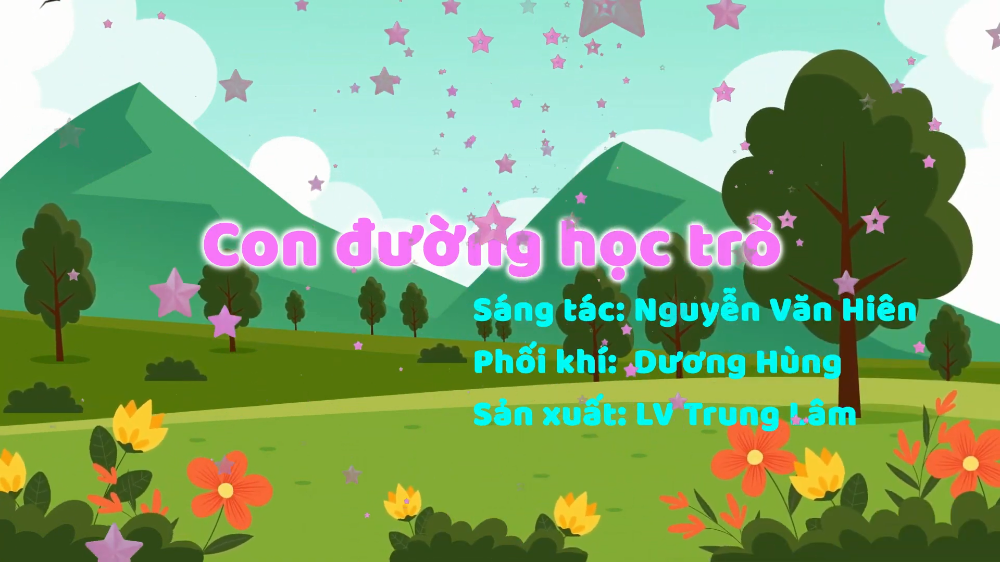 Con đường học trò
Sáng tác: Nguyễn Văn Hiên
Phối khí: Dương Hùng
Sản xuất: LV Trung Lâm